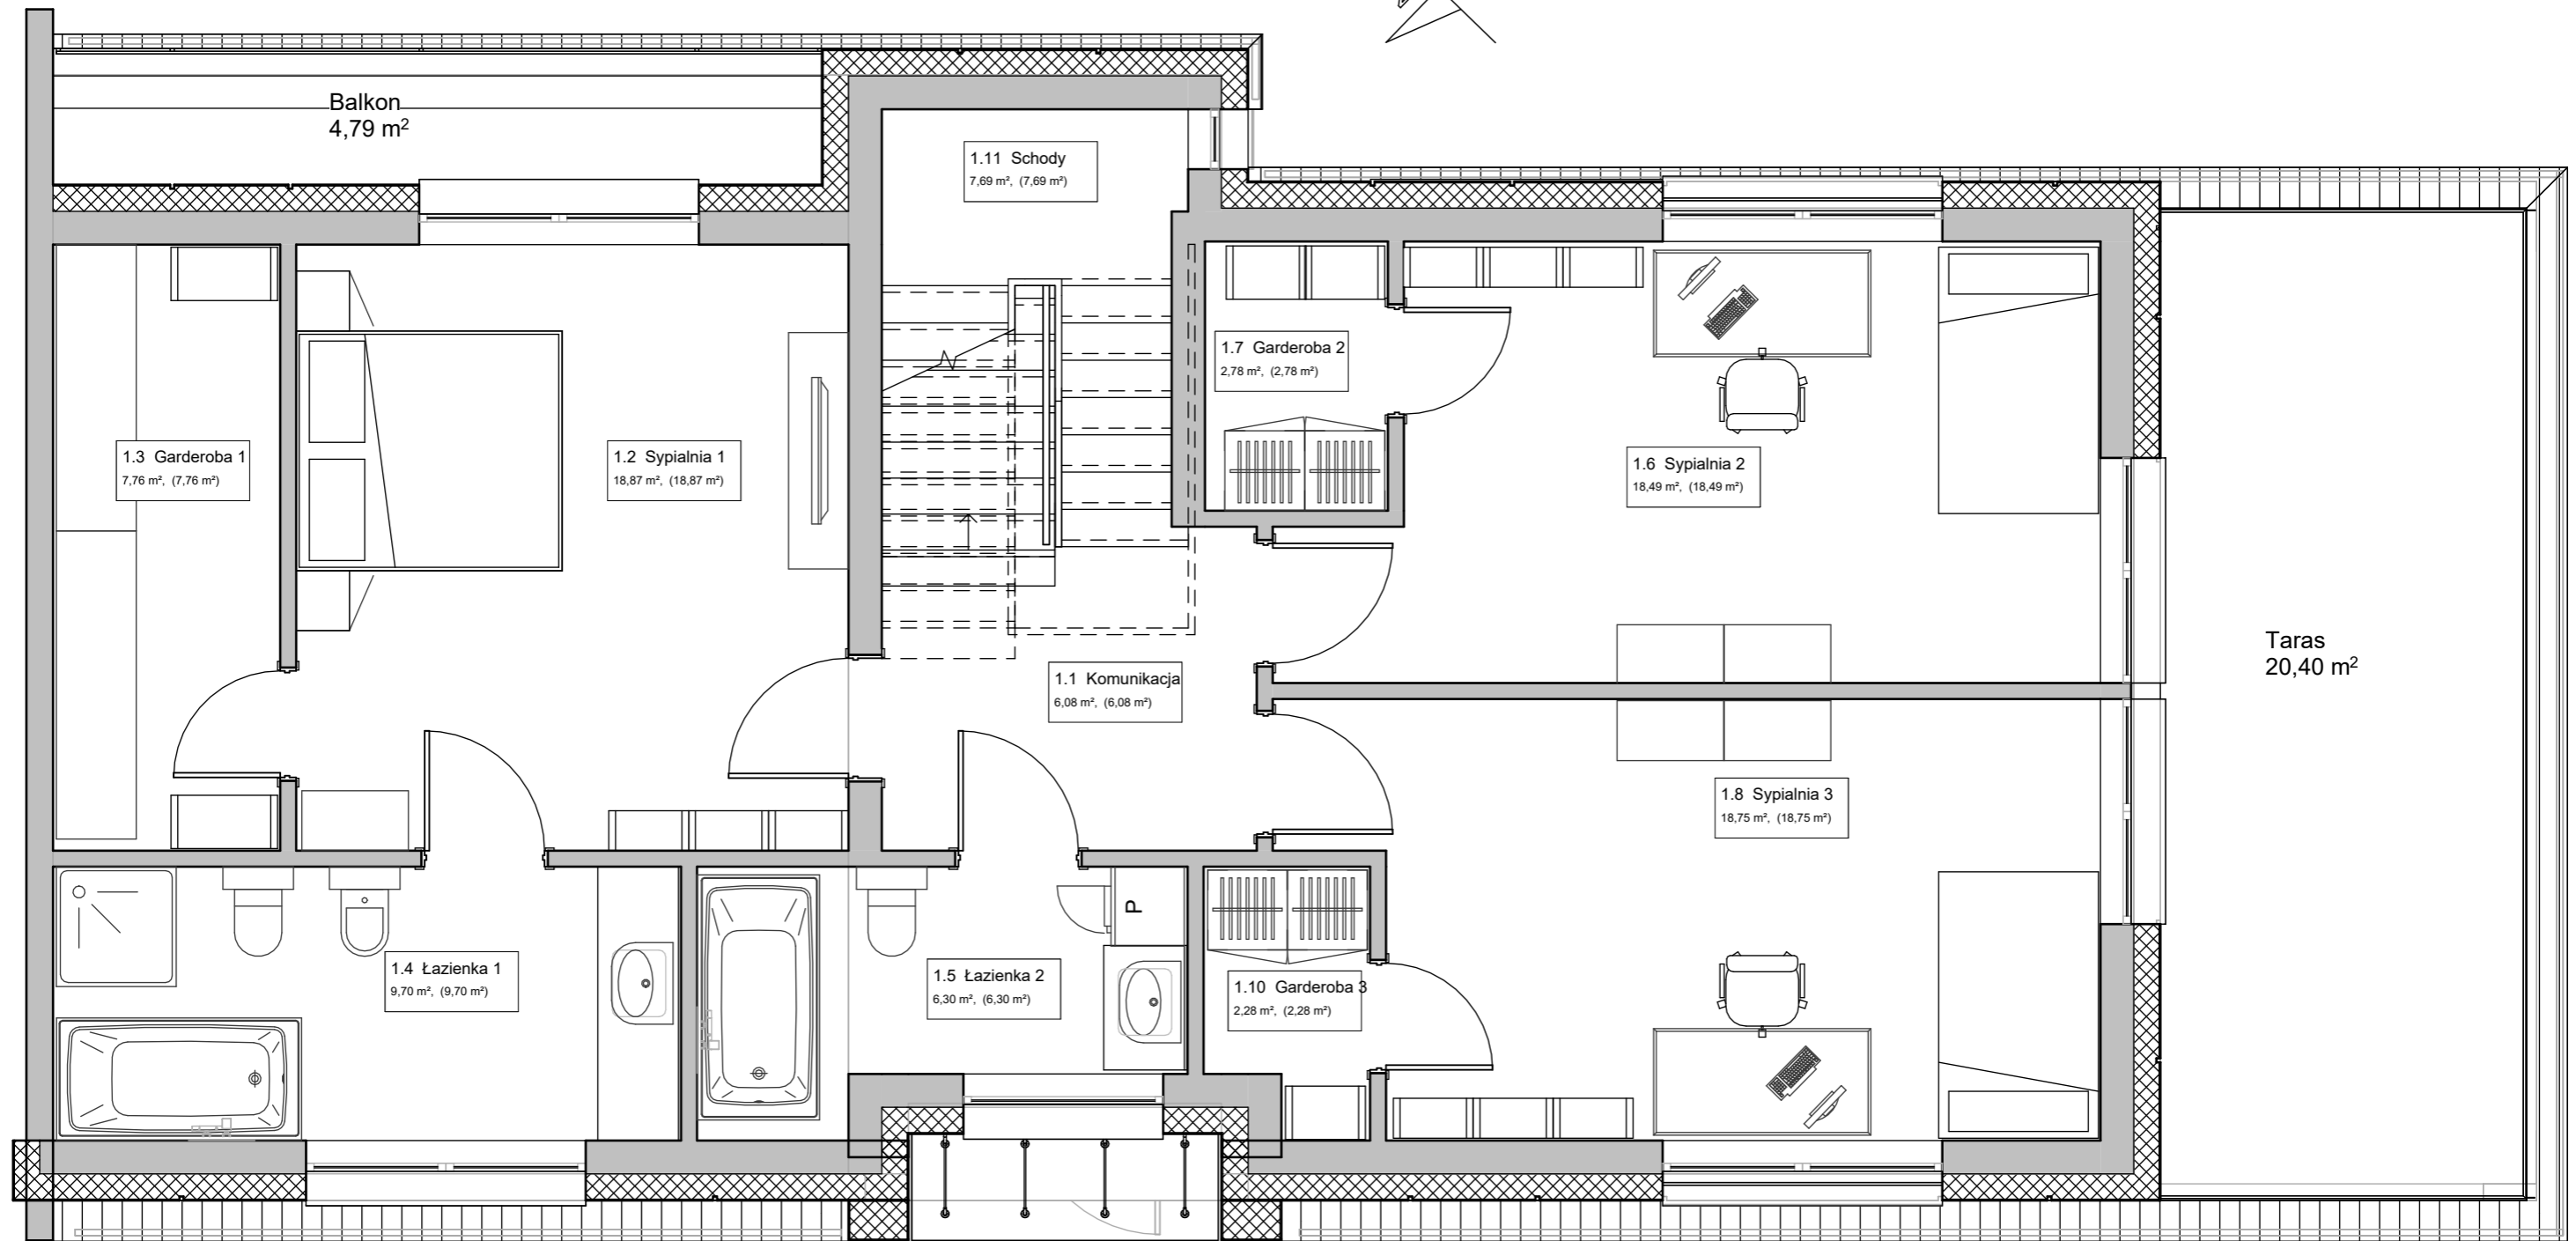 Balkon
4,79 m²
1.11 Schody
7,69 m², (7,69 m²)
1.7 Garderoba 2
2,78 m², (2,78 m²)
1.3 Garderoba 1
7,76 m², (7,76 m²)
1.2 Sypialnia 1
18,87 m², (18,87 m²)
1.6 Sypialnia 2
18,49 m², (18,49 m²)
Taras
20,40 m²
1.1 Komunikacja
6,08 m², (6,08 m²)
1.8 Sypialnia 3
18,75 m², (18,75 m²)
P
1.4 Łazienka 1
9,70 m², (9,70 m²)
1.5 Łazienka 2
6,30 m², (6,30 m²)
1.10 Garderoba 3
2,28 m², (2,28 m²)